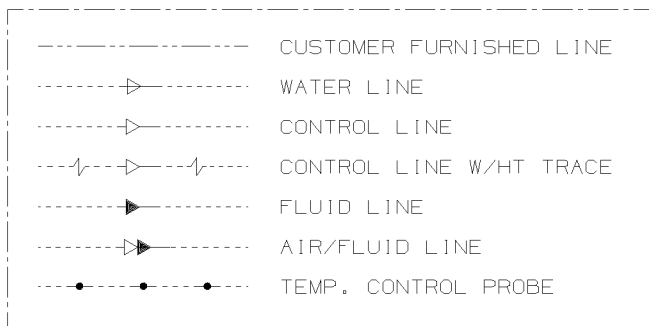 CUSTOMER FURNISHED LINE
WATER LINE
CONTROL LINE
CONTROL LINE W/HT TRACE
FLUID LINE
AIR/FLUID LINE
TEMP. CONTROL PROBE